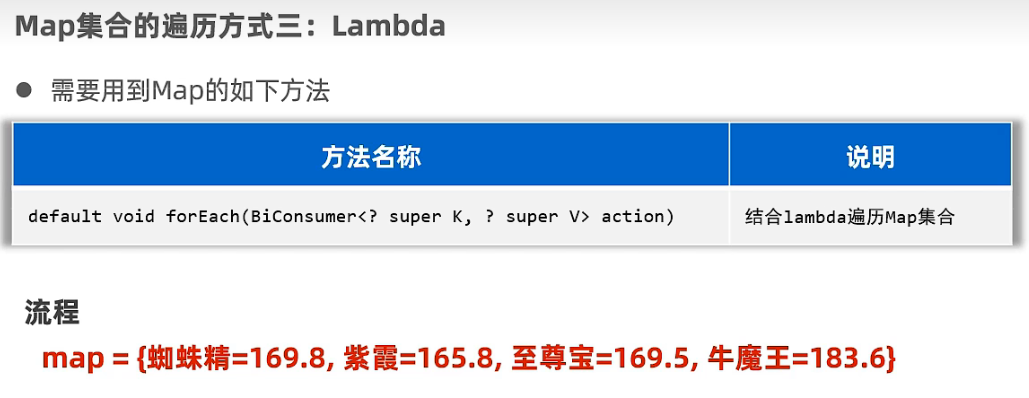 Map集合的遍历方式三：Lambda
● 需要用到Map的如下方法
方法名称 说明
default void forEach(BiConsumer<? super K, ? super V> action) 结合lambda遍历Map集合
流程
map = {蜘蛛精=169.8, 紫霞=165.8, 至尊宝=169.5, 牛魔王=183.6}